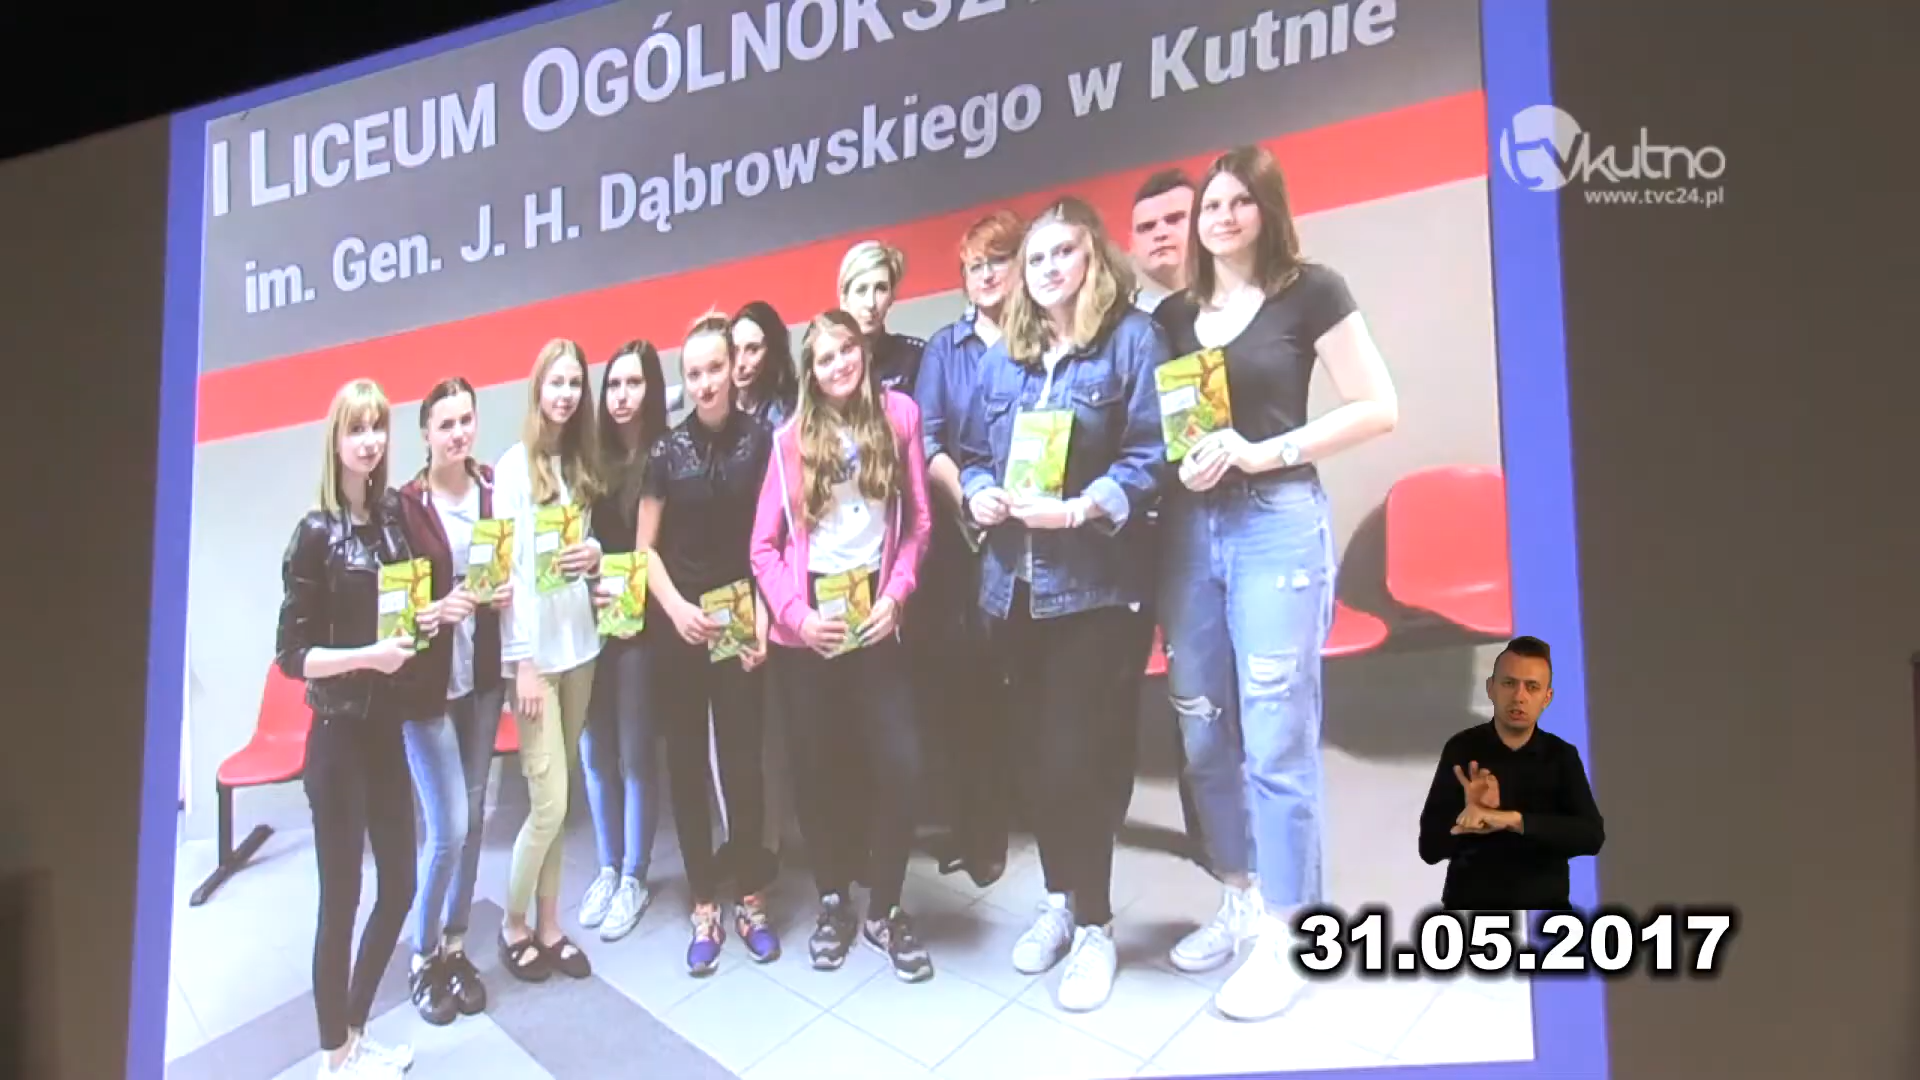 I LICEUM OGÓLNOKSZ
im. Gen. J. H. Dąbrowskiego w Kutnie
tvkutno
www.tvc24.pl
31.05.2017